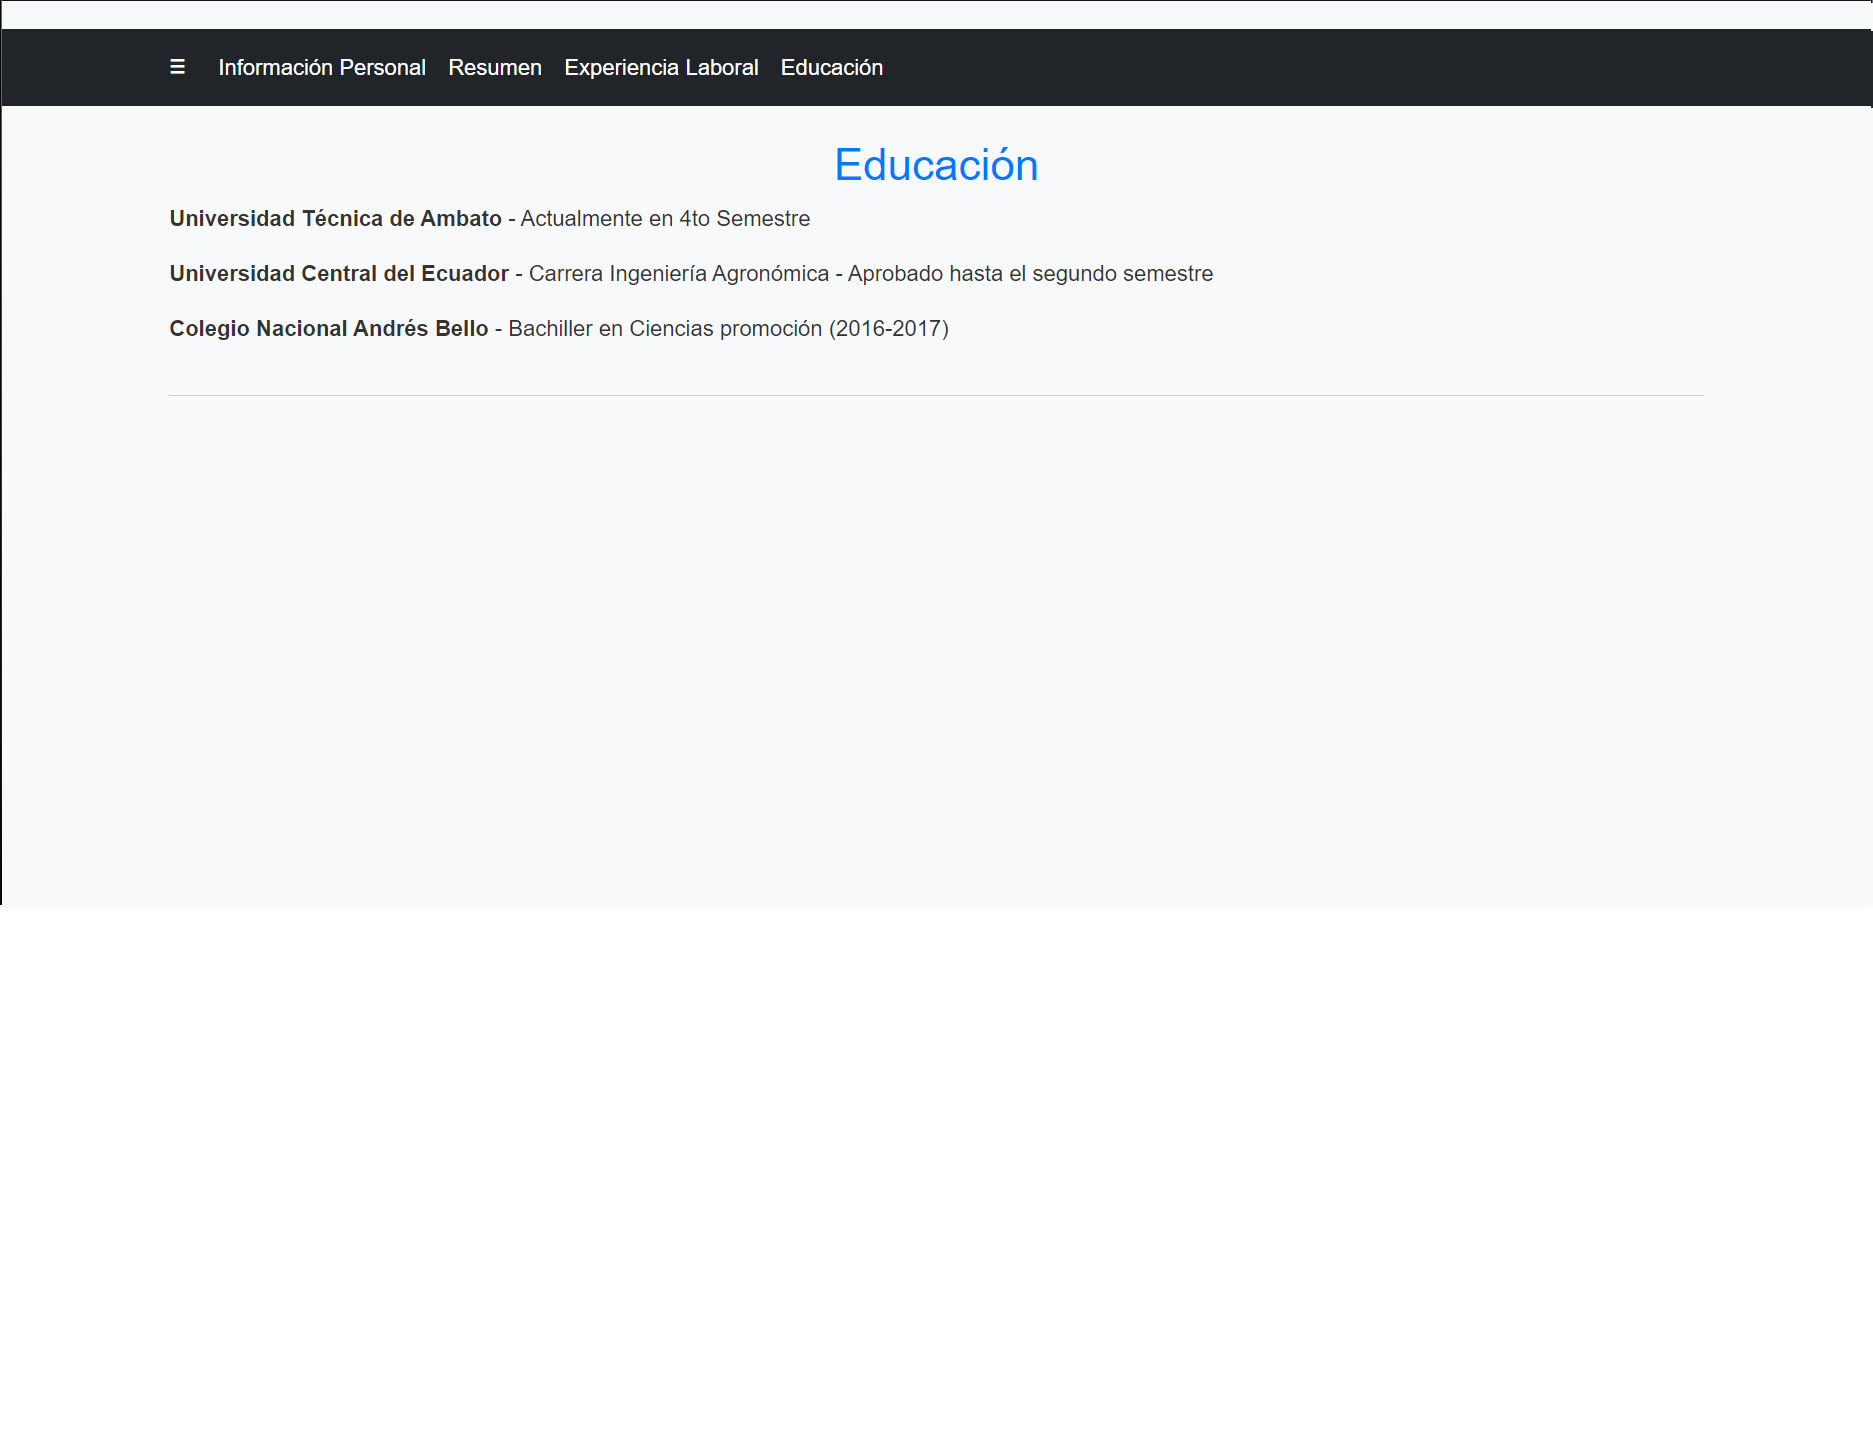 ☰ Información Personal Resumen Experiencia Laboral Educación
Educación
Universidad Técnica de Ambato - Actualmente en 4to Semestre
Universidad Central del Ecuador - Carrera Ingeniería Agronómica - Aprobado hasta el segundo semestre
Colegio Nacional Andrés Bello - Bachiller en Ciencias promoción (2016-2017)